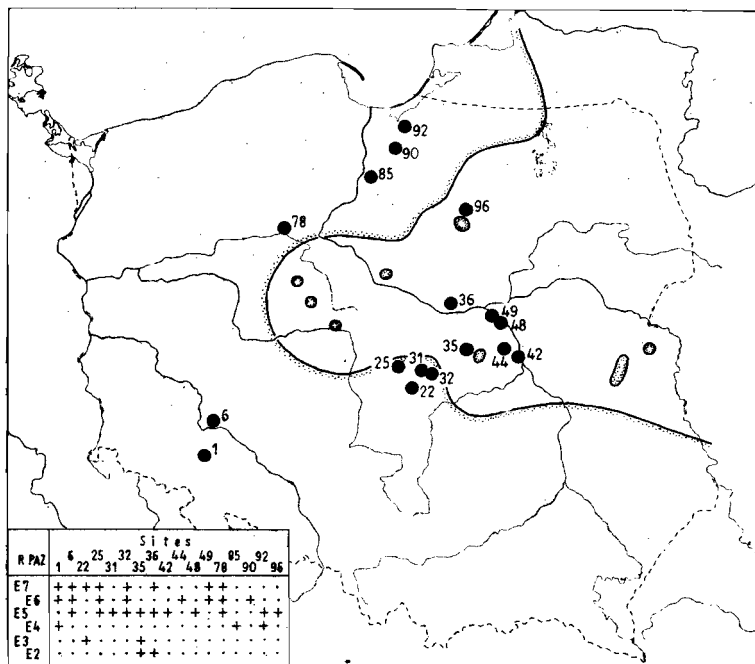 92
90
85
96
78
36
49
48
35
44
42
25
31
32
22
6
1
Sites
6 25 32 36 44 49 85 92
R PAZ 1 22 31 35 42 48 78 90 96
E7 + + + + . + . + . . . + + . . . .
E6 + + . + . + . . . + . + + . + . .
E5 . + . + + + + + + . + . . . . + +
E4 + . . . . . . . . . . . . + . + .
E3 . . + . . . + . . . . . . . . . .
E2 . . . . . . + + . . . . . . . . .